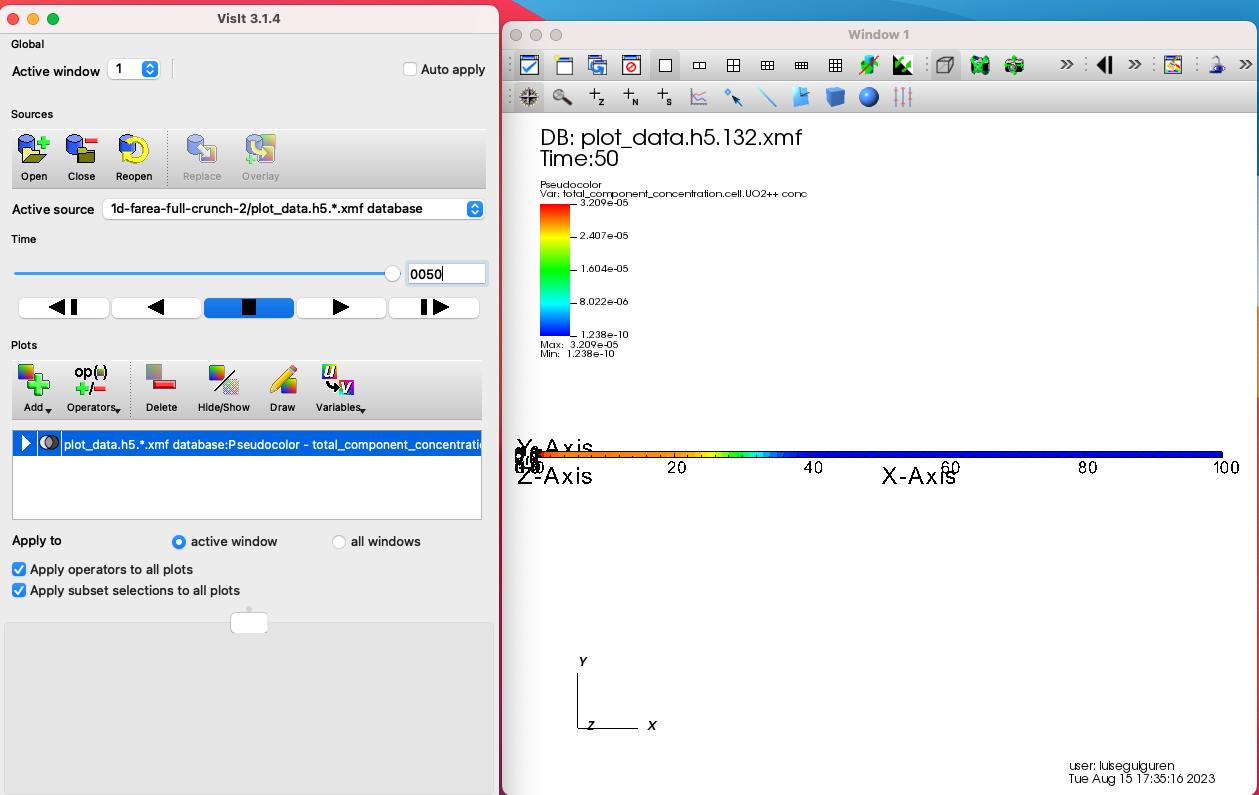 VisIt 3.1.4
Global
Active window 1 Auto apply
Sources
Open Close Reopen Replace Overlay
Active source 1d-farea-full-crunch-2/plot_data.h5.*.xmf database
Time
0050
Plots
op(·)
+/−
u
v
Add Operators Delete Hide/Show Draw Variables
plot_data.h5.*.xmf database:Pseudocolor - total_component_concentratio
Apply to active window all windows
Apply operators to all plots
Apply subset selections to all plots
Window 1
+z +N +s
DB: plot_data.h5.132.xmf
Time:50
Pseudocolor
Var: total_component_concentration.cell.UO2++ conc
3.209e-05
2.407e-05
1.604e-05
8.022e-06
1.238e-10
Max: 3.209e-05
Min: 1.238e-10
Y-Axis
20 40 60 80 100
Z-Axis X-Axis
Y
Z X
user: luiseguiguren
Tue Aug 15 17:35:16 2023